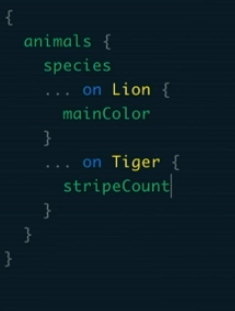 {
  animals {
    species
    ... on Lion {
      mainColor
    }
    ... on Tiger {
      stripeCount
    }
  }
}